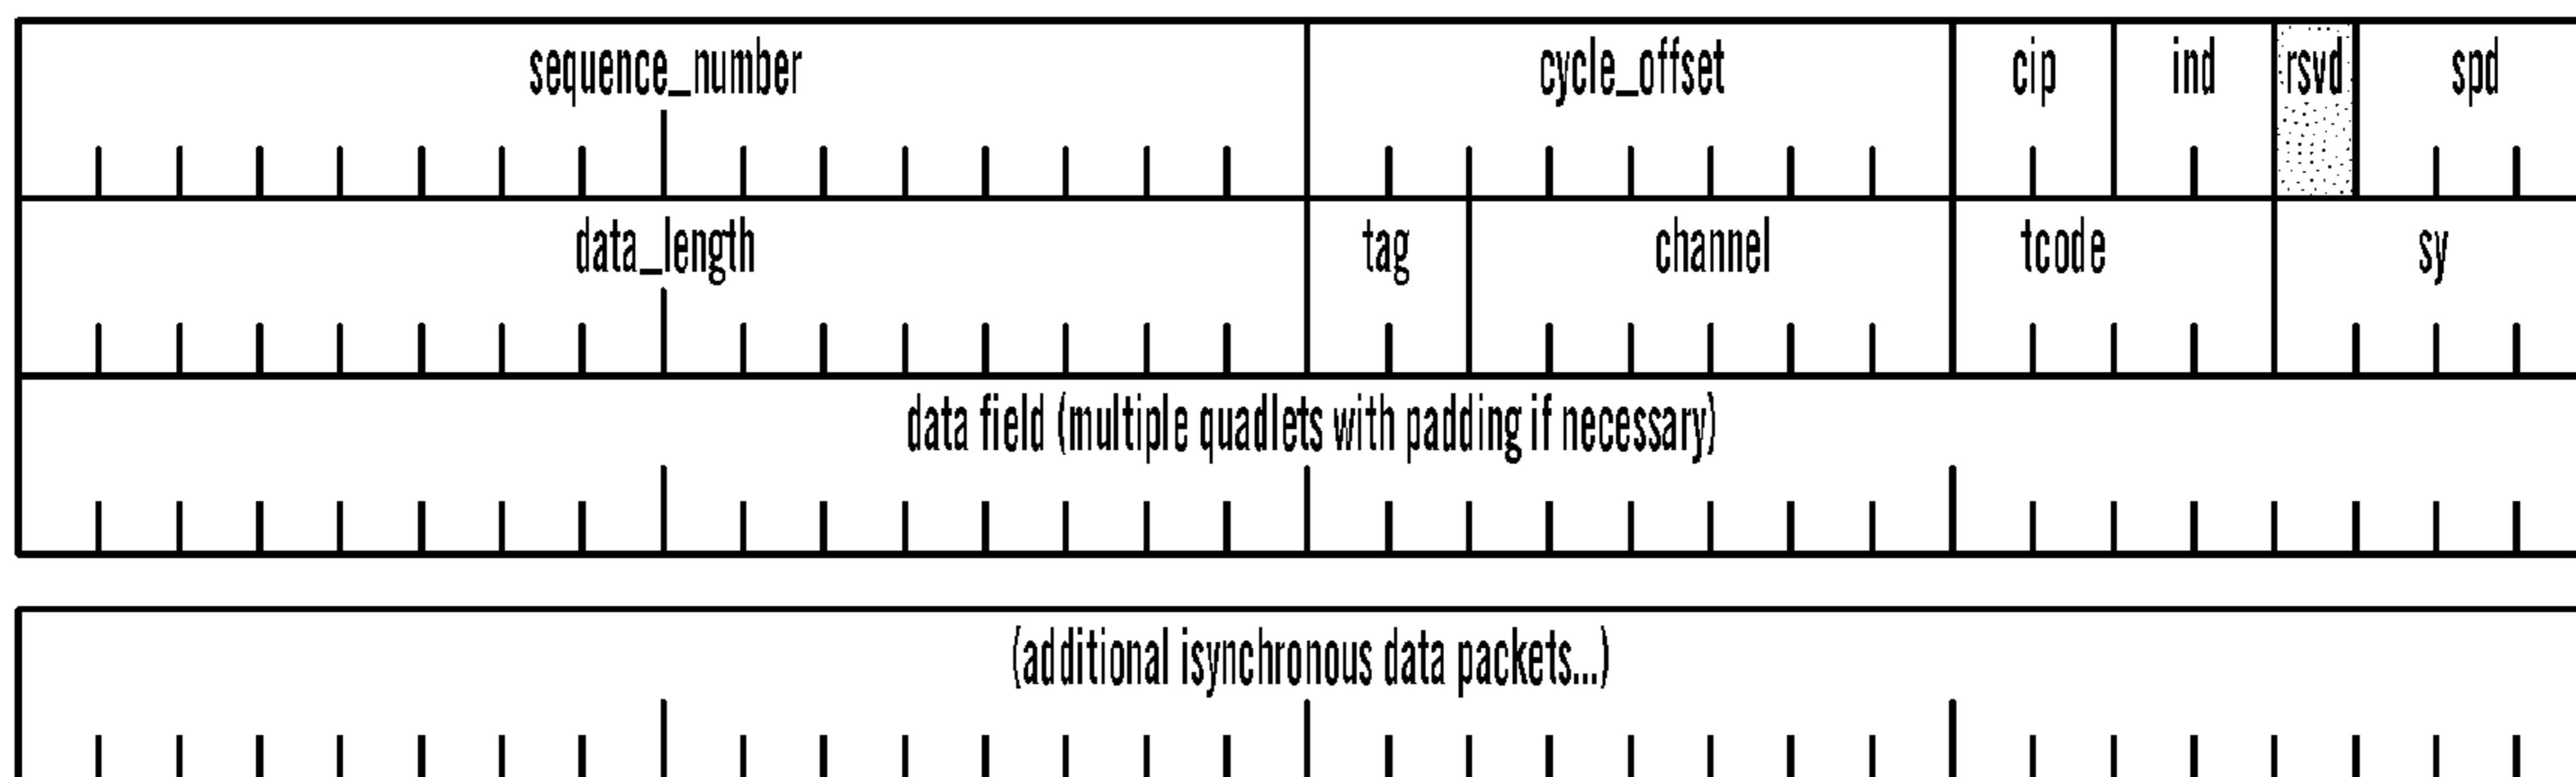 sequence_number cycle_offset cip ind rsvd spd
data_length tag channel tcode sy
data field (multiple quadlets with padding if necessary)
(additional isynchronous data packets...)